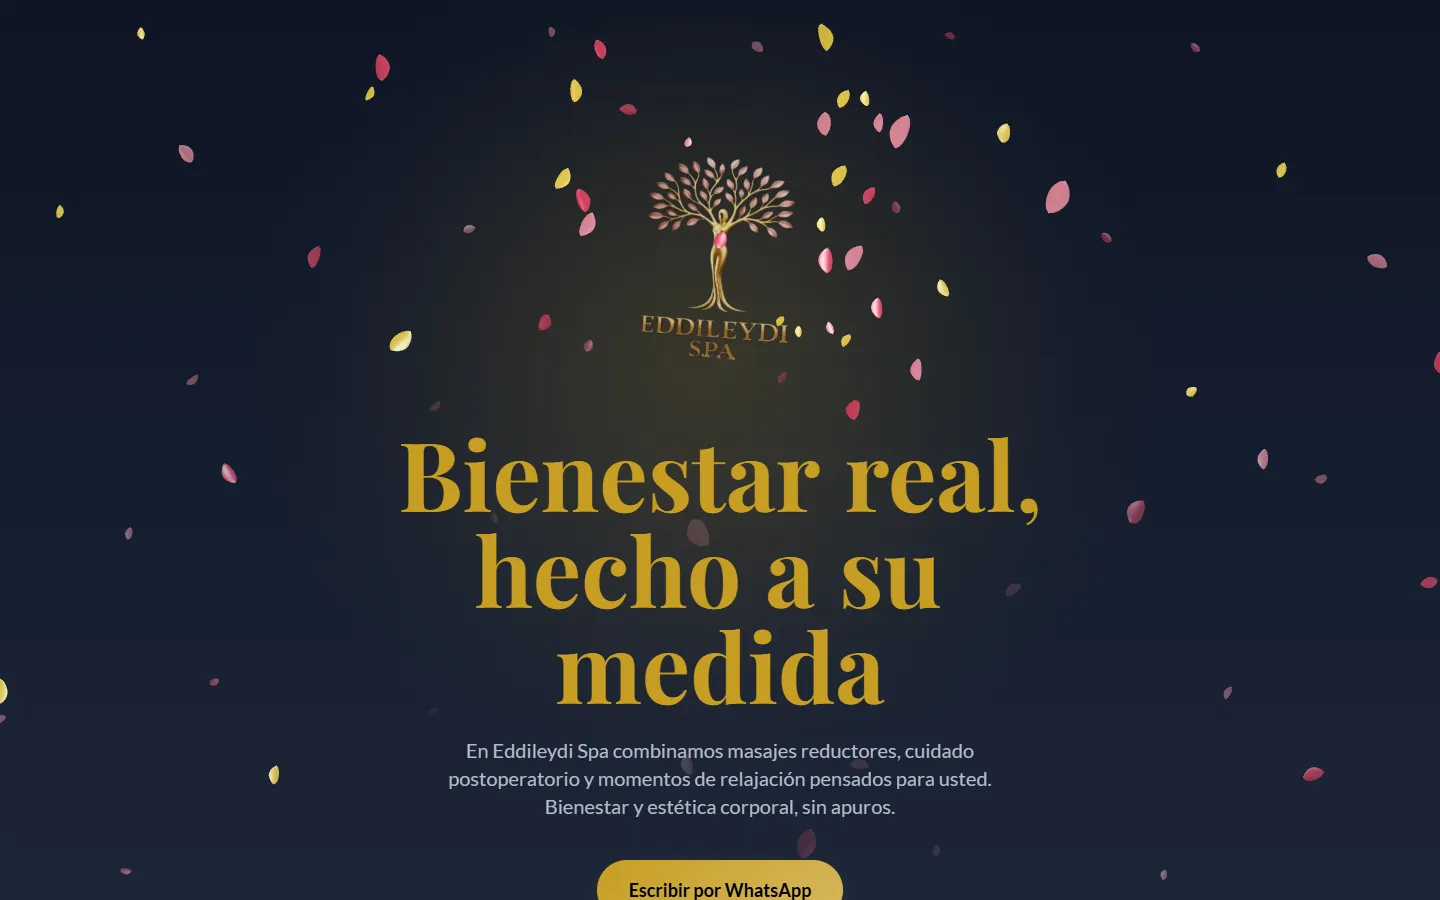 EDDILEYDI
SPA
Bienestar real,
hecho a su
medida
En Eddileydi Spa combinamos masajes reductores, cuidado
postoperatorio y momentos de relajación pensados para usted.
Bienestar y estética corporal, sin apuros.
Escribir por WhatsApp